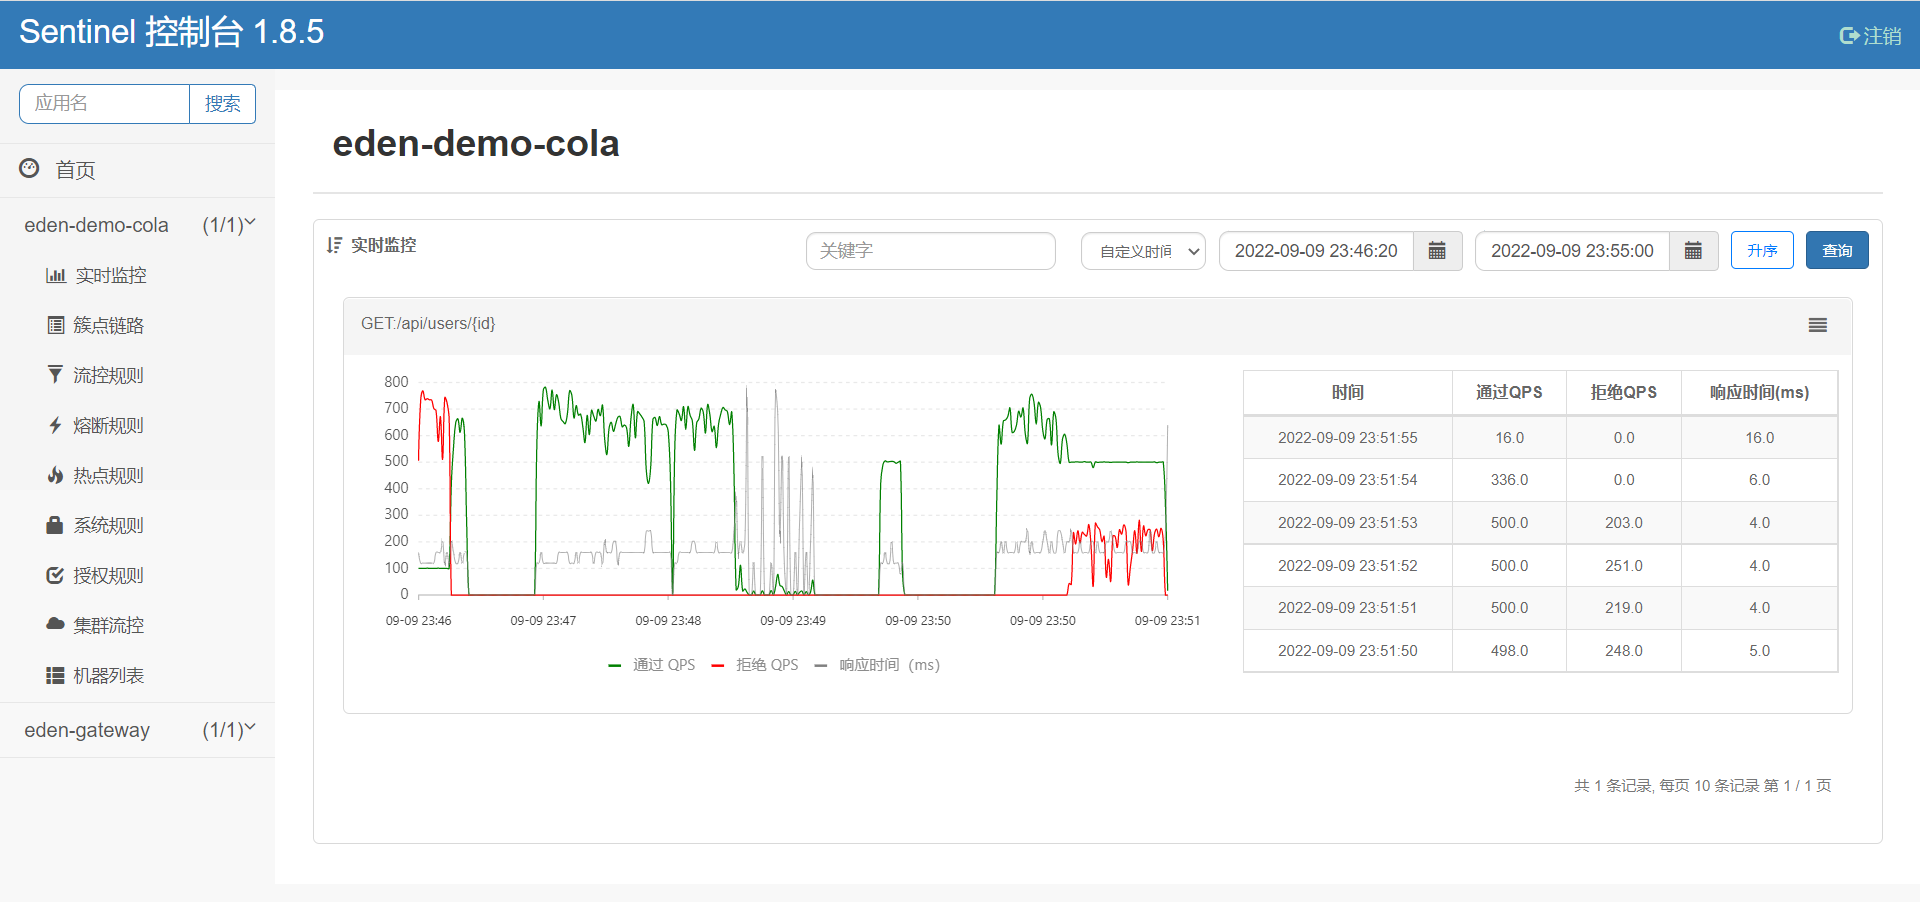 Sentinel 控制台 1.8.5
注销
应用名 搜索
首页
eden-demo-cola (1/1)
实时监控
簇点链路
流控规则
熔断规则
热点规则
系统规则
授权规则
集群流控
机器列表
eden-gateway (1/1)
eden-demo-cola
实时监控 关键字 自定义时间 2022-09-09 23:46:20 2022-09-09 23:55:00 升序 查询
GET:/api/users/{id}
800
700
600
500
400
300
200
100
0
09-09 23:46 09-09 23:47 09-09 23:48 09-09 23:49 09-09 23:50 09-09 23:50 09-09 23:51
通过 QPS 拒绝 QPS 响应时间（ms）
时间 通过QPS 拒绝QPS 响应时间(ms)
2022-09-09 23:51:55 16.0 0.0 16.0
2022-09-09 23:51:54 336.0 0.0 6.0
2022-09-09 23:51:53 500.0 203.0 4.0
2022-09-09 23:51:52 500.0 251.0 4.0
2022-09-09 23:51:51 500.0 219.0 4.0
2022-09-09 23:51:50 498.0 248.0 5.0
共 1 条记录, 每页 10 条记录 第 1 / 1 页